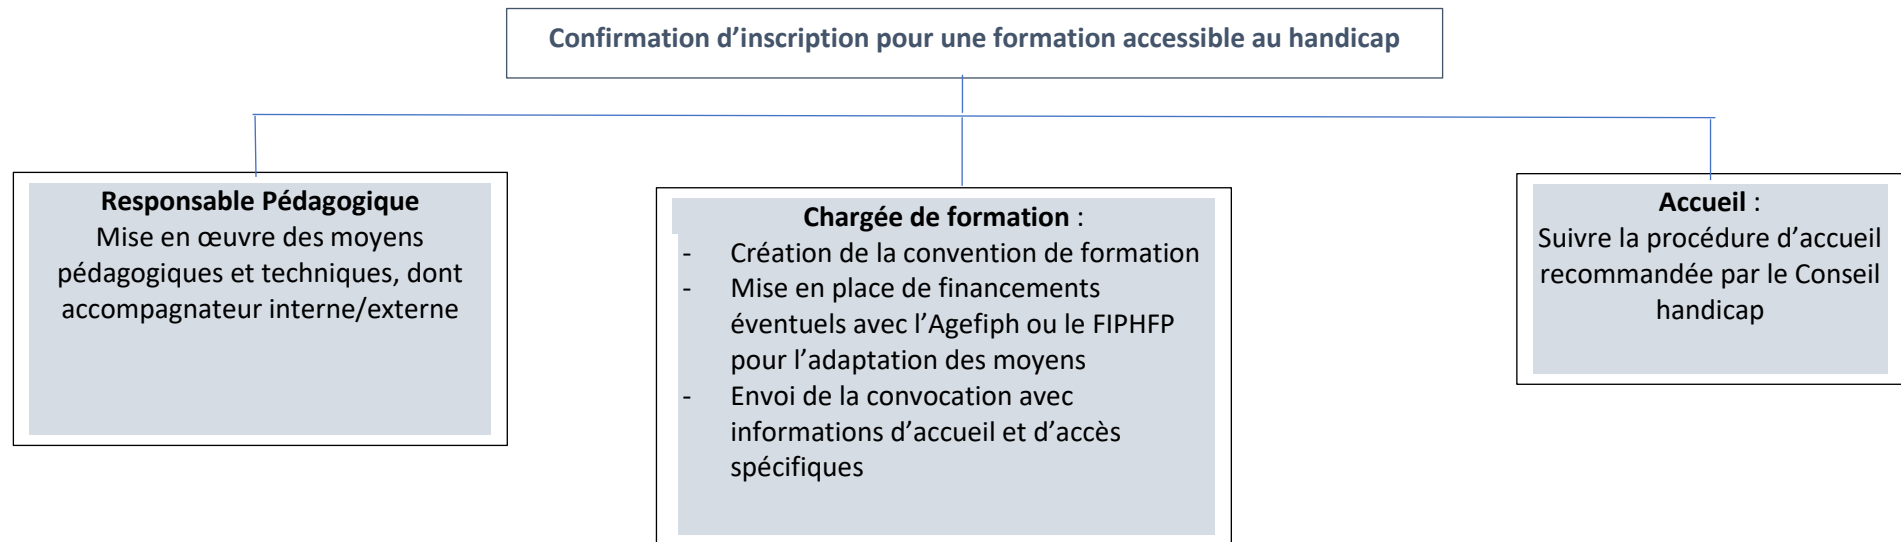 Confirmation d’inscription pour une formation accessible au handicap
Responsable Pédagogique
Mise en œuvre des moyens
pédagogiques et techniques, dont
accompagnateur interne/externe
Chargée de formation :
- Création de la convention de formation
- Mise en place de financements
éventuels avec l’Agefiph ou le FIPHFP
pour l’adaptation des moyens
- Envoi de la convocation avec
informations d’accueil et d’accès
spécifiques
Accueil :
Suivre la procédure d’accueil
recommandée par le Conseil
handicap